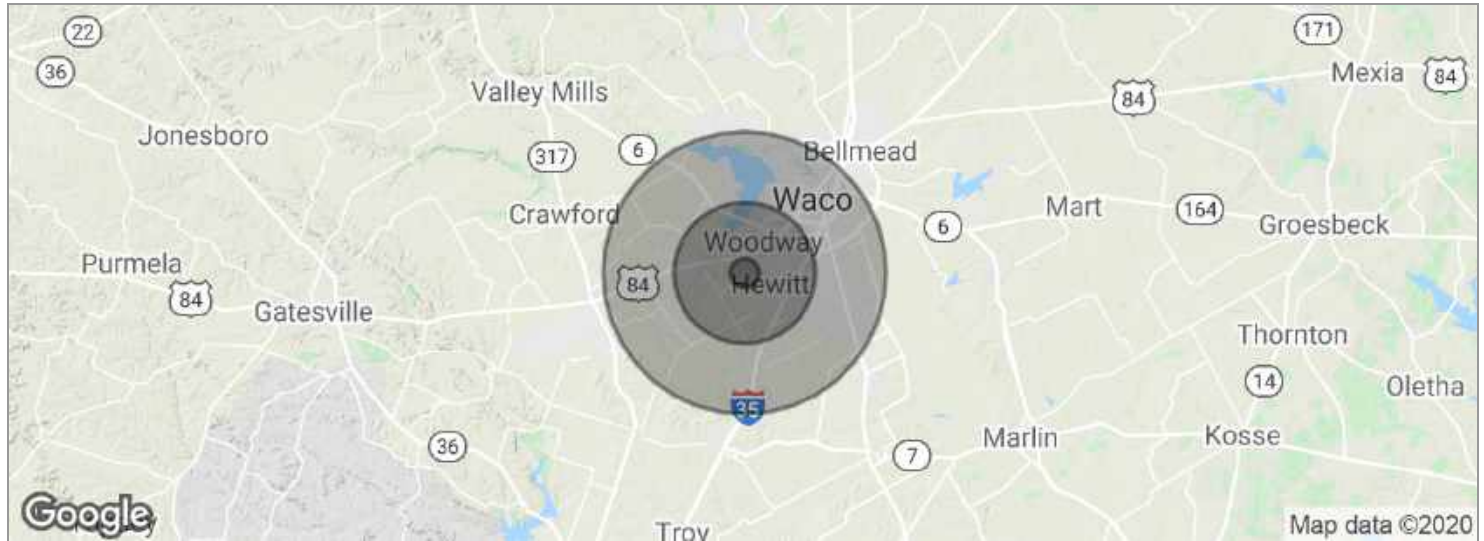 22
171
36
Mexia
84
Valley Mills
84
Jonesboro
317
6
Bellmead
Crawford
Waco
Mart
164
Groesbeck
6
Woodway
Purmela
84
84
Hewitt
Gatesville
Thornton
14
Oletha
35
36
Marlin
Kosse
7
Google
Troy
Map data ©2020